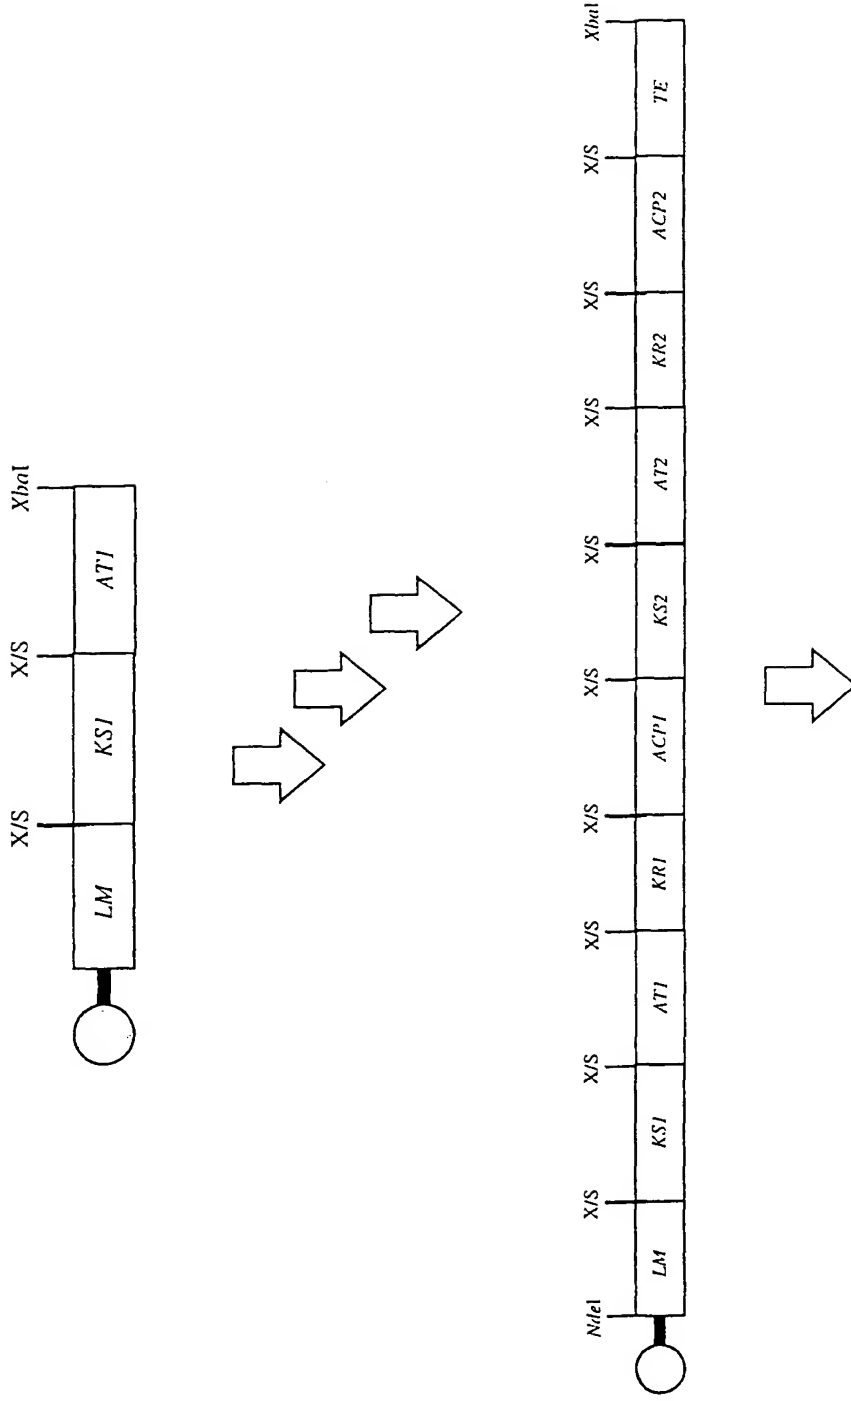 X/S X/S XbaI
LM KS1 AT1
NdeI X/S X/S X/S X/S X/S X/S X/S X/S X/S XbaI
LM KS1 AT1 KR1 ACP1 KS2 AT2 KR2 ACP2 TE